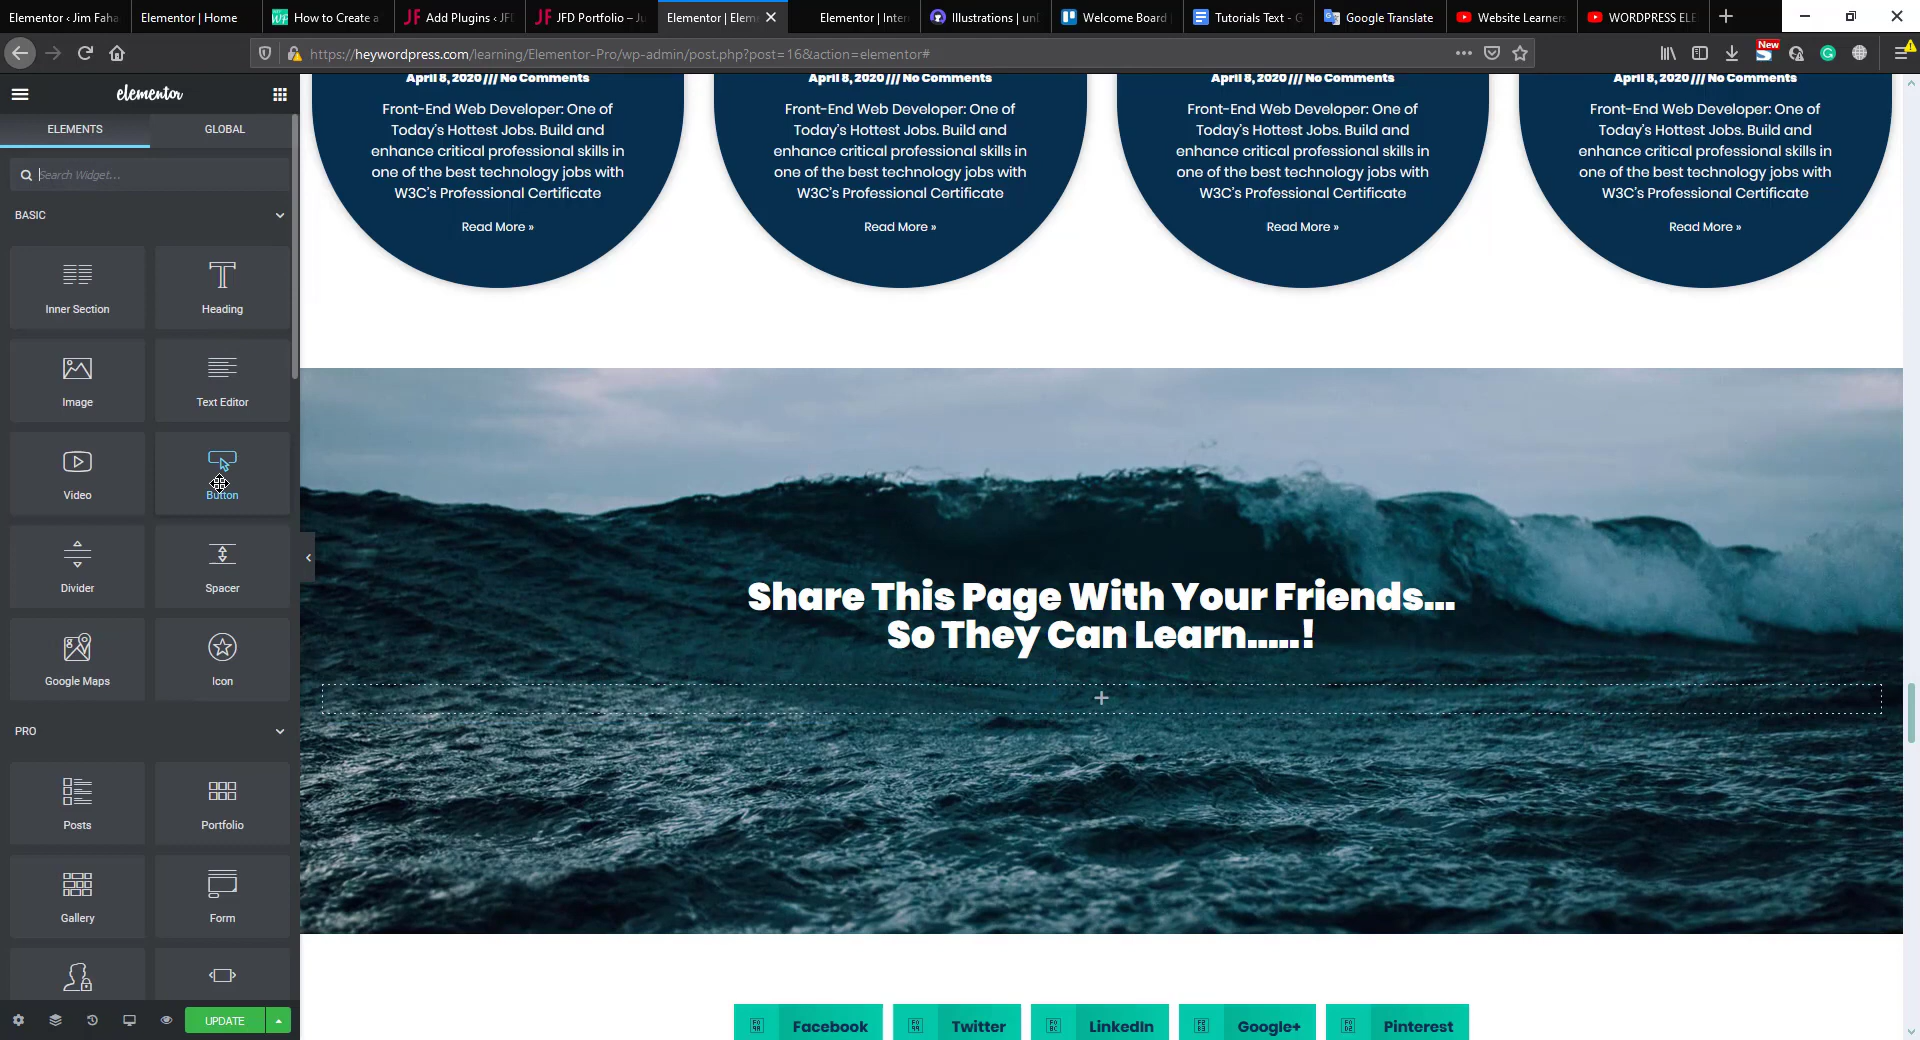 Elementor ‹ Jim Faha
Elementor | Home
How to Create a
Add Plugins ‹ JFD
JFD Portfolio – Ju
Elementor | Elem
Elementor | Inter
Illustrations | unD
Welcome Board
Tutorials Text - G
Google Translate
Website Learners
WORDPRESS ELE
https://heywordpress.com/learning/Elementor-Pro/wp-admin/post.php?post=16&action=elementor#
New
elementor
ELEMENTS
GLOBAL
Search Widget...
BASIC
Inner Section
Heading
Image
Text Editor
Video
Button
Divider
Spacer
Google Maps
Icon
PRO
Posts
Portfolio
Gallery
Form
UPDATE
April 8, 2020 /// No Comments
Front-End Web Developer: One of
Today's Hottest Jobs. Build and
enhance critical professional skills in
one of the best technology jobs with
W3C's Professional Certificate
Read More »
April 8, 2020 /// No Comments
Front-End Web Developer: One of
Today's Hottest Jobs. Build and
enhance critical professional skills in
one of the best technology jobs with
W3C's Professional Certificate
Read More »
April 8, 2020 /// No Comments
Front-End Web Developer: One of
Today's Hottest Jobs. Build and
enhance critical professional skills in
one of the best technology jobs with
W3C's Professional Certificate
Read More »
April 8, 2020 /// No Comments
Front-End Web Developer: One of
Today's Hottest Jobs. Build and
enhance critical professional skills in
one of the best technology jobs with
W3C's Professional Certificate
Read More »
Share This Page With Your Friends...
So They Can Learn.....!
Facebook
Twitter
LinkedIn
Google+
Pinterest